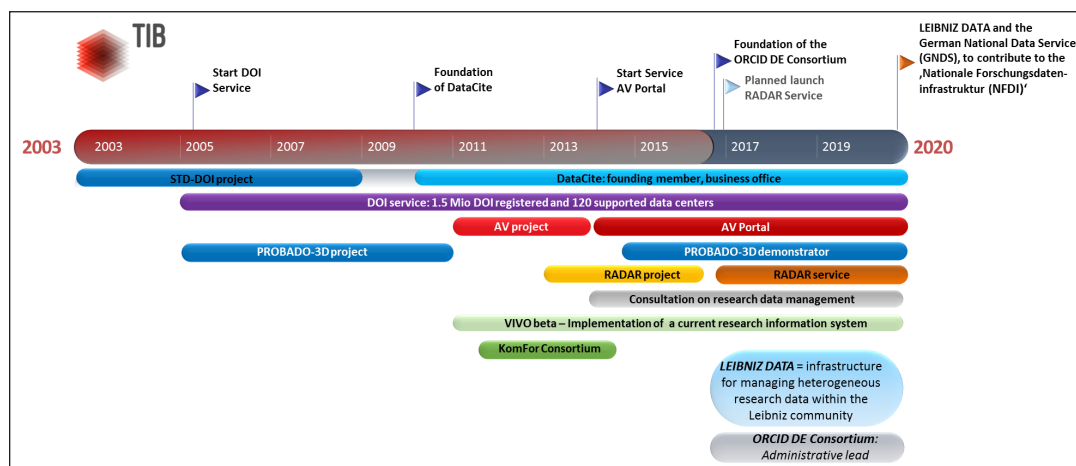 TIB
Start DOI
Service
Foundation
of DataCite
Start Service
AV Portal
Foundation of the
ORCID DE Consortium
Planned launch
RADAR Service
LEIBNIZ DATA and the
German National Data Service
(GNDS), to contribute to the
‚Nationale Forschungsdaten-
infrastruktur (NFDI)‘
2003
2003
2005
2007
2009
2011
2013
2015
2017
2019
2020
STD-DOI project
DataCite: founding member, business office
DOI service: 1.5 Mio DOI registered and 120 supported data centers
AV project
AV Portal
PROBADO-3D project
PROBADO-3D demonstrator
RADAR project
RADAR service
Consultation on research data management
VIVO beta – Implementation of a current research information system
KomFor Consortium
LEIBNIZ DATA = infrastructure
for managing heterogeneous
research data within the
Leibniz community
ORCID DE Consortium:
Administrative lead